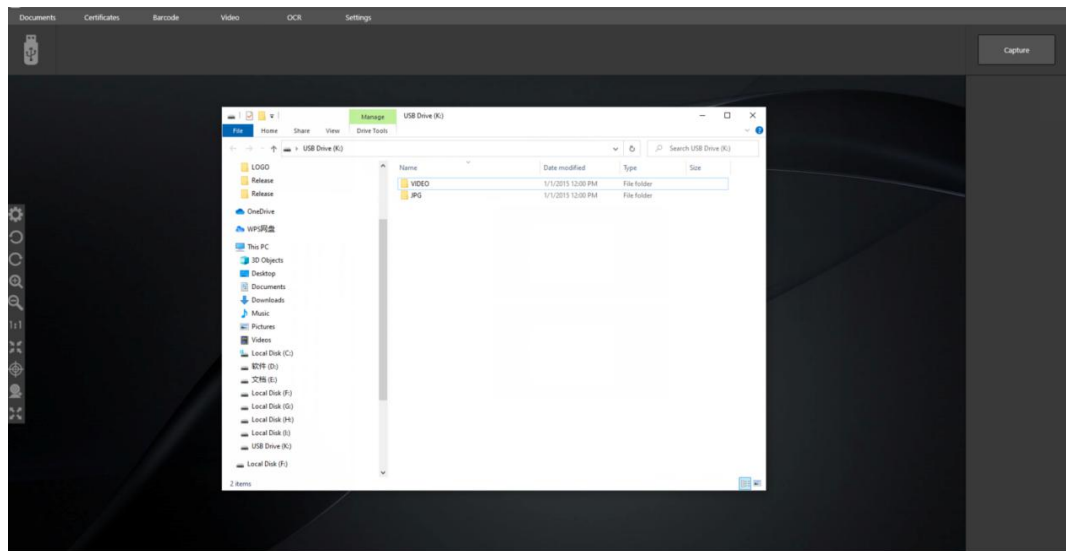 Documents Certificates Barcode Video OCR Settings
Capture
Manage USB Drive (K:)
File Home Share View Drive Tools
USB Drive (K:)
Search USB Drive (K:)
LOGO
Release
Release
OneDrive
WPS网盘
This PC
3D Objects
Desktop
Documents
Downloads
Music
Pictures
Videos
Local Disk (C:)
软件 (D:)
文档 (E:)
Local Disk (F:)
Local Disk (G:)
Local Disk (H:)
Local Disk (I:)
USB Drive (K:)
Local Disk (F:)
Name Date modified Type Size
VIDEO 1/1/2015 12:00 PM File folder
JPG 1/1/2015 12:00 PM File folder
2 items
1:1